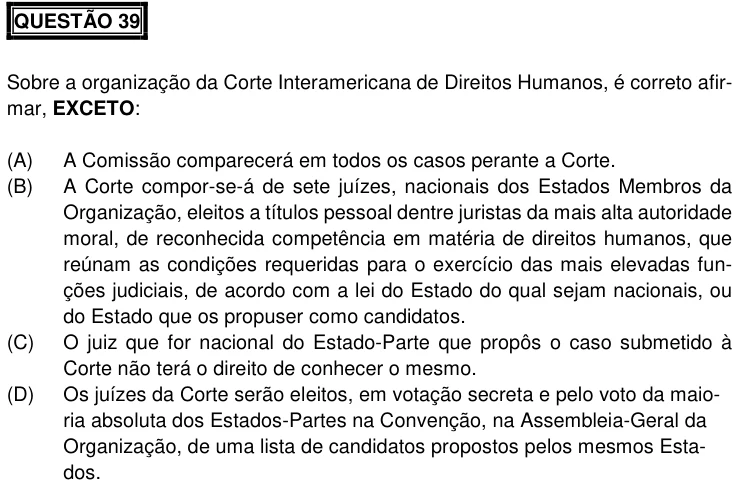 QUESTÃO 39
Sobre a organização da Corte Interamericana de Direitos Humanos, é correto afir-
mar, EXCETO:
(A) A Comissão comparecerá em todos os casos perante a Corte.
(B) A Corte compor-se-á de sete juízes, nacionais dos Estados Membros da
Organização, eleitos a títulos pessoal dentre juristas da mais alta autoridade
moral, de reconhecida competência em matéria de direitos humanos, que
reúnam as condições requeridas para o exercício das mais elevadas fun-
ções judiciais, de acordo com a lei do Estado do qual sejam nacionais, ou
do Estado que os propuser como candidatos.
(C) O juiz que for nacional do Estado-Parte que propôs o caso submetido à
Corte não terá o direito de conhecer o mesmo.
(D) Os juízes da Corte serão eleitos, em votação secreta e pelo voto da maio-
ria absoluta dos Estados-Partes na Convenção, na Assembleia-Geral da
Organização, de uma lista de candidatos propostos pelos mesmos Esta-
dos.